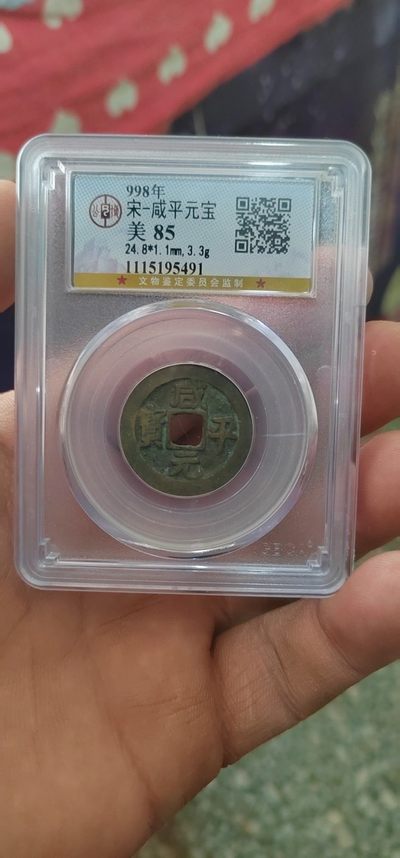 998年
宋-咸平元宝
美 85
24.8*1.1mm,3.3g
1115195491
文物鉴定委员会监制
咸
寳 平
元